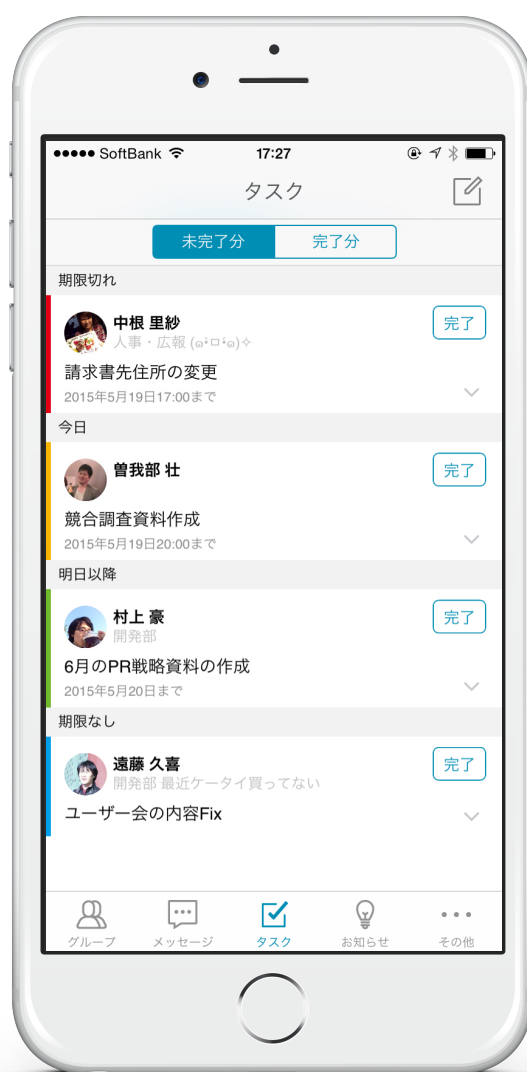 SoftBank 17:27
タスク
未完了分 完了分
期限切れ
中根 里紗
完了
人事・広報
請求書先住所の変更
2015年5月19日17:00まで
今日
曽我部 壮
完了
競合調査資料作成
2015年5月19日20:00まで
明日以降
村上 豪
完了
開発部
6月のPR戦略資料の作成
2015年5月20日まで
期限なし
遠藤 久喜
完了
開発部 最近ケータイ買ってない
ユーザー会の内容Fix
グループ メッセージ タスク お知らせ その他